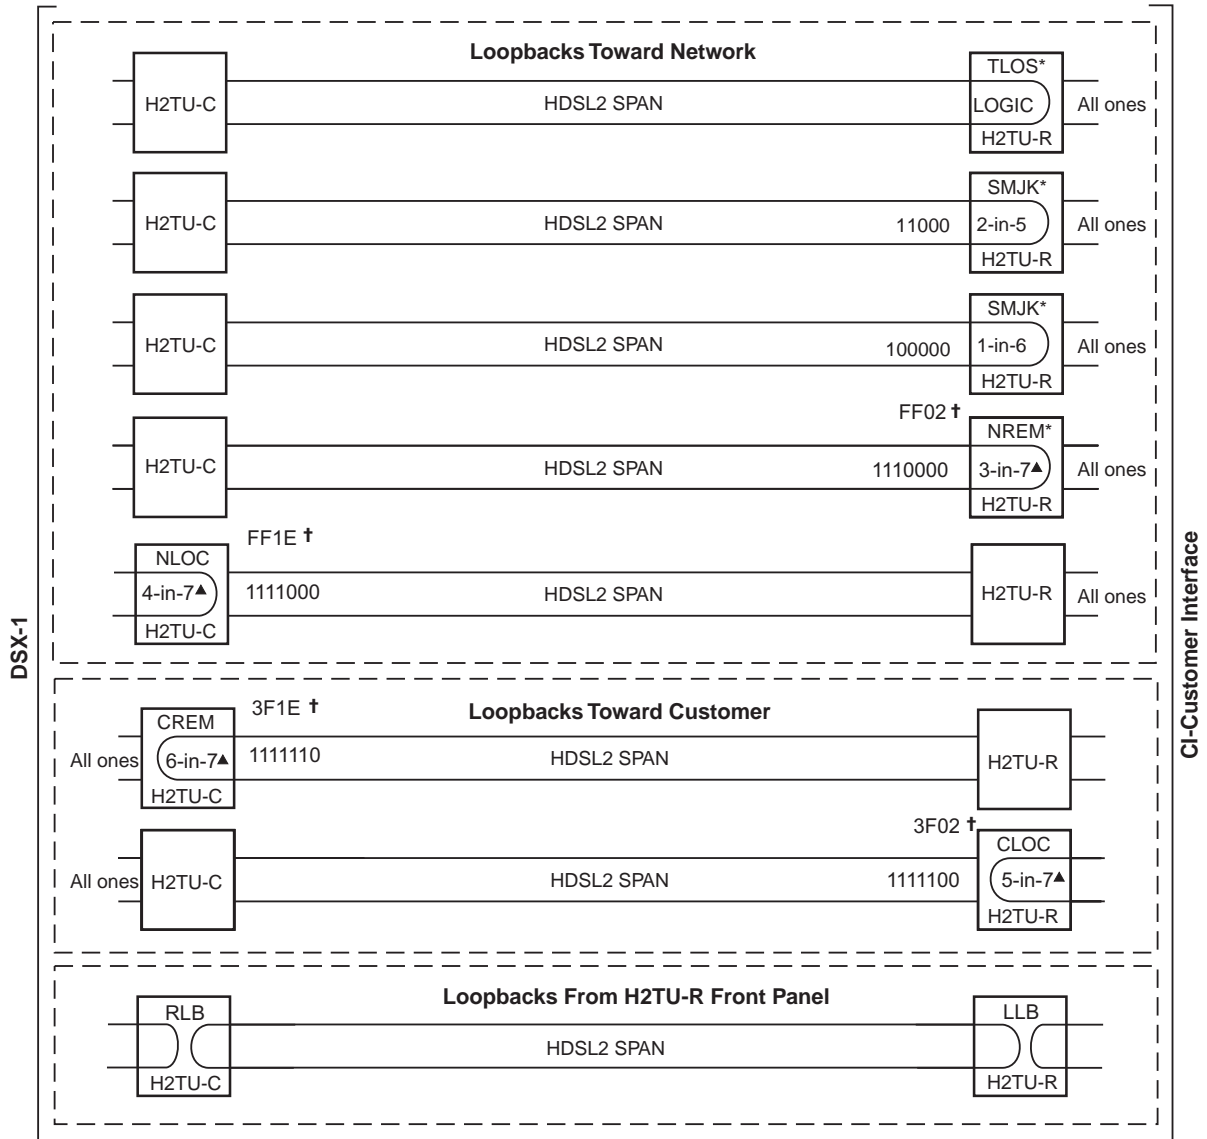 Loopbacks Toward Network
H2TU-C
HDSL2 SPAN
TLOS*
LOGIC
H2TU-R
All ones
H2TU-C
HDSL2 SPAN
11000
SMJK*
2-in-5
H2TU-R
All ones
H2TU-C
HDSL2 SPAN
100000
SMJK*
1-in-6
H2TU-R
All ones
H2TU-C
HDSL2 SPAN
FF02 †
1110000
NREM*
3-in-7▲
H2TU-R
All ones
NLOC
4-in-7▲
H2TU-C
FF1E †
1111000
HDSL2 SPAN
H2TU-R
All ones
DSX-1
CI-Customer Interface
Loopbacks Toward Customer
All ones
CREM
6-in-7▲
H2TU-C
3F1E †
1111110
HDSL2 SPAN
H2TU-R
All ones
H2TU-C
HDSL2 SPAN
3F02 †
1111100
CLOC
5-in-7▲
H2TU-R
Loopbacks From H2TU-R Front Panel
RLB
H2TU-C
HDSL2 SPAN
LLB
H2TU-R